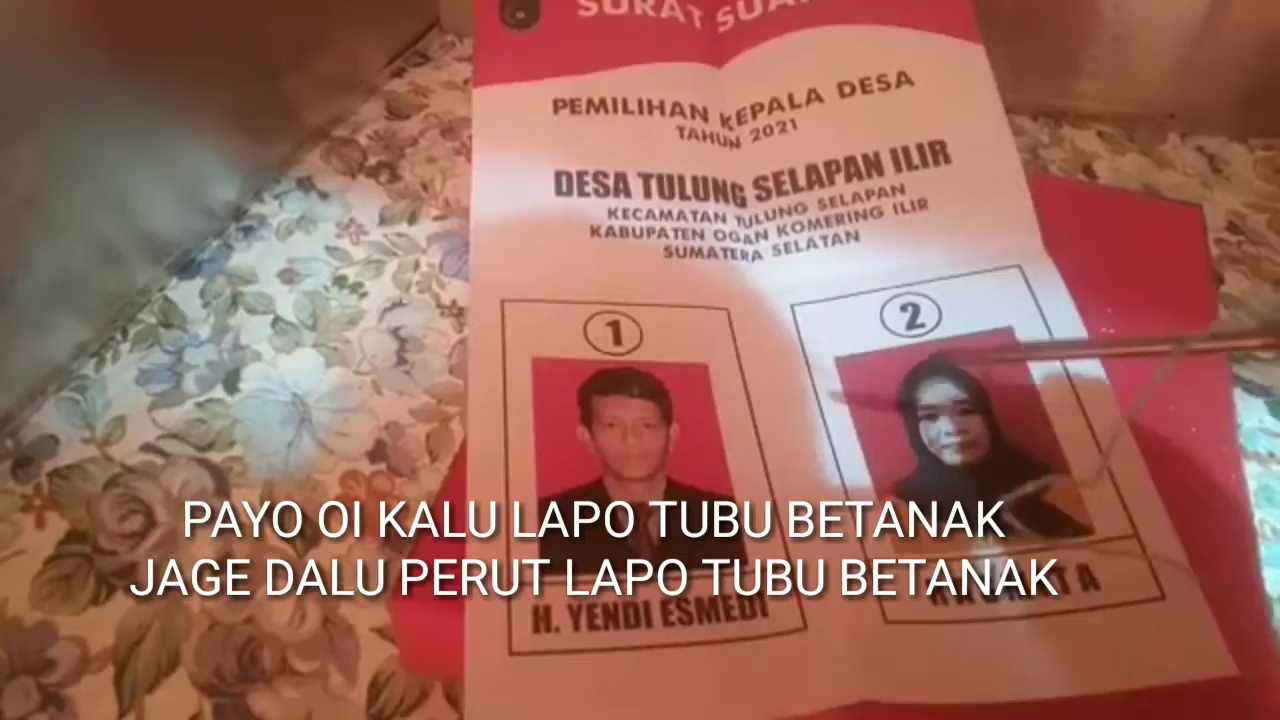 SURAT
PEMILIHAN KEPALA DESA
TAHUN 2021
DESA TULUNG SELAPAN ILIR
KECAMATAN TULUNG SELAPAN
KABUPATEN OGAN KOMERING ILIR
SUMATERA SELATAN
1
2
PAYO OI KALU LAPO TUBU BETANAK
JAGE DALU PERUT LAPO TUBU BETANAK
H. YENDI ESMEDI